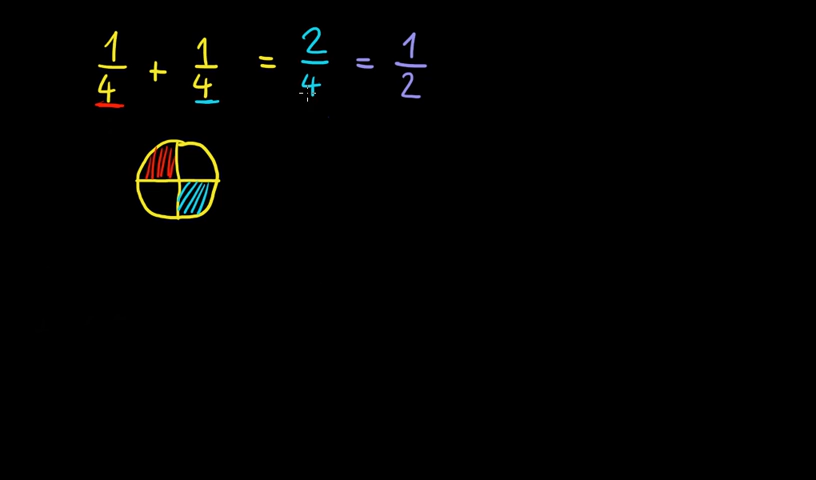 1/4 + 1/4 = 2/4 = 1/2